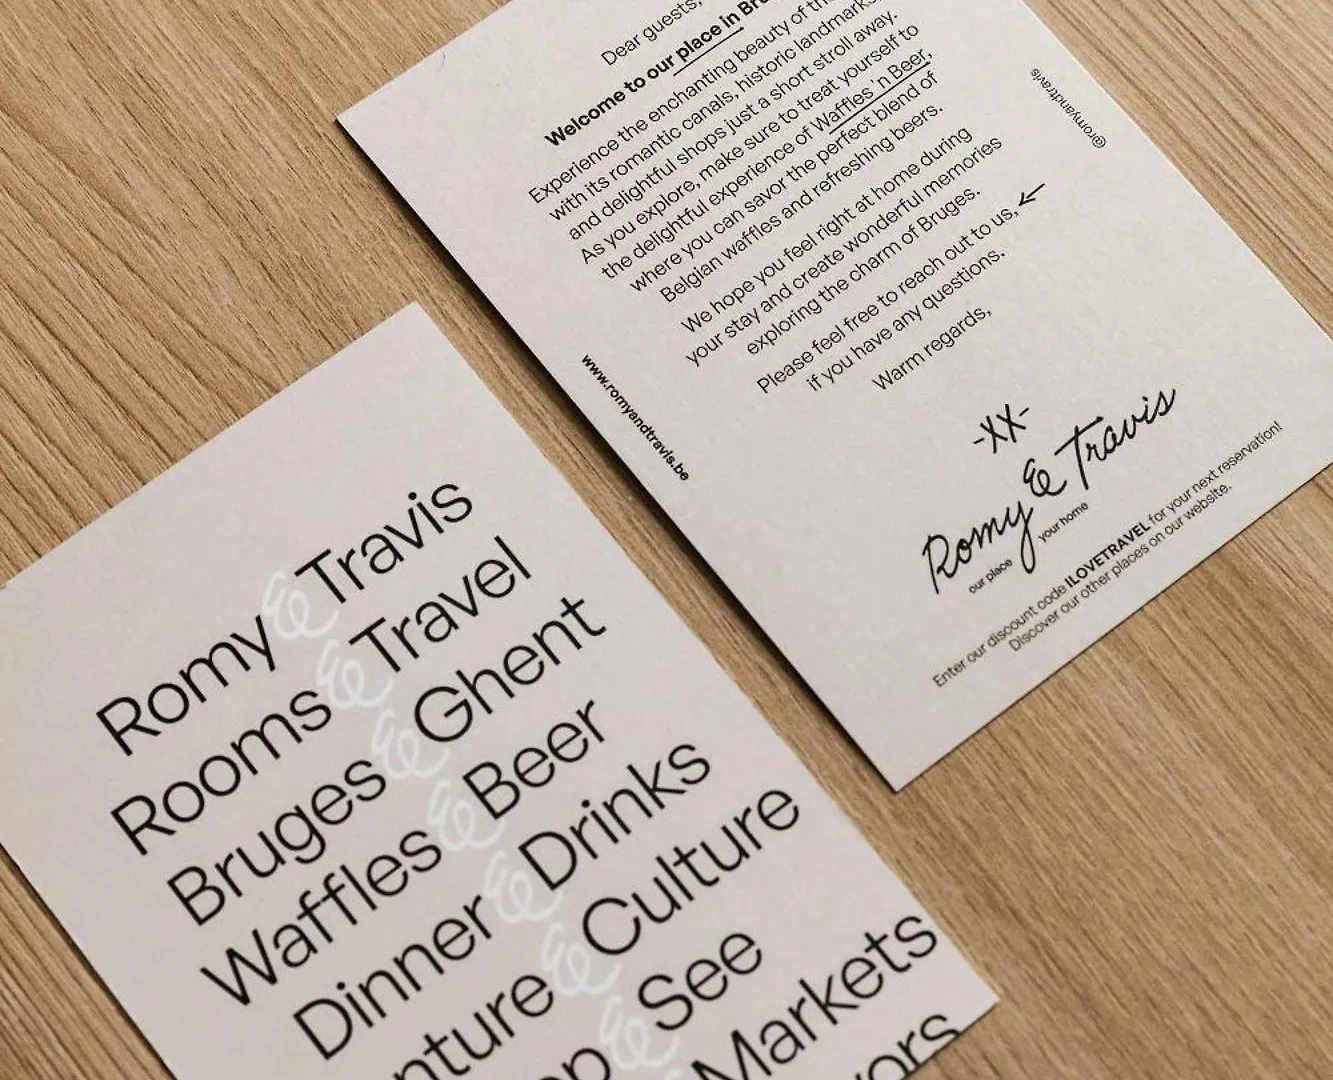 Dear guests,
Welcome to our place in
Experience the enchanting beauty of
with its romantic canals, historic landmarks
and delightful shops just a short stroll away.
As you explore, make sure to treat yourself to
the delightful experience of Waffles 'n Beer,
where you can savor the perfect blend of
Belgian waffles and refreshing beers.
We hope you feel right at home during
your stay and create wonderful memories
exploring the charm of Bruges.
Please feel free to reach out to us,
if you have any questions.
Warm regards,
-XX-
Romy & Travis
our place your home
Enter our discount code ILOVETRAVEL for your next reservation!
Discover our other places on our website.
www.romyandtravis.be
@romyandtravis
Romy & Travis
Rooms & Travel
Bruges & Ghent
Waffles & Beer
Dinner & Drinks
& Culture
& See
Markets